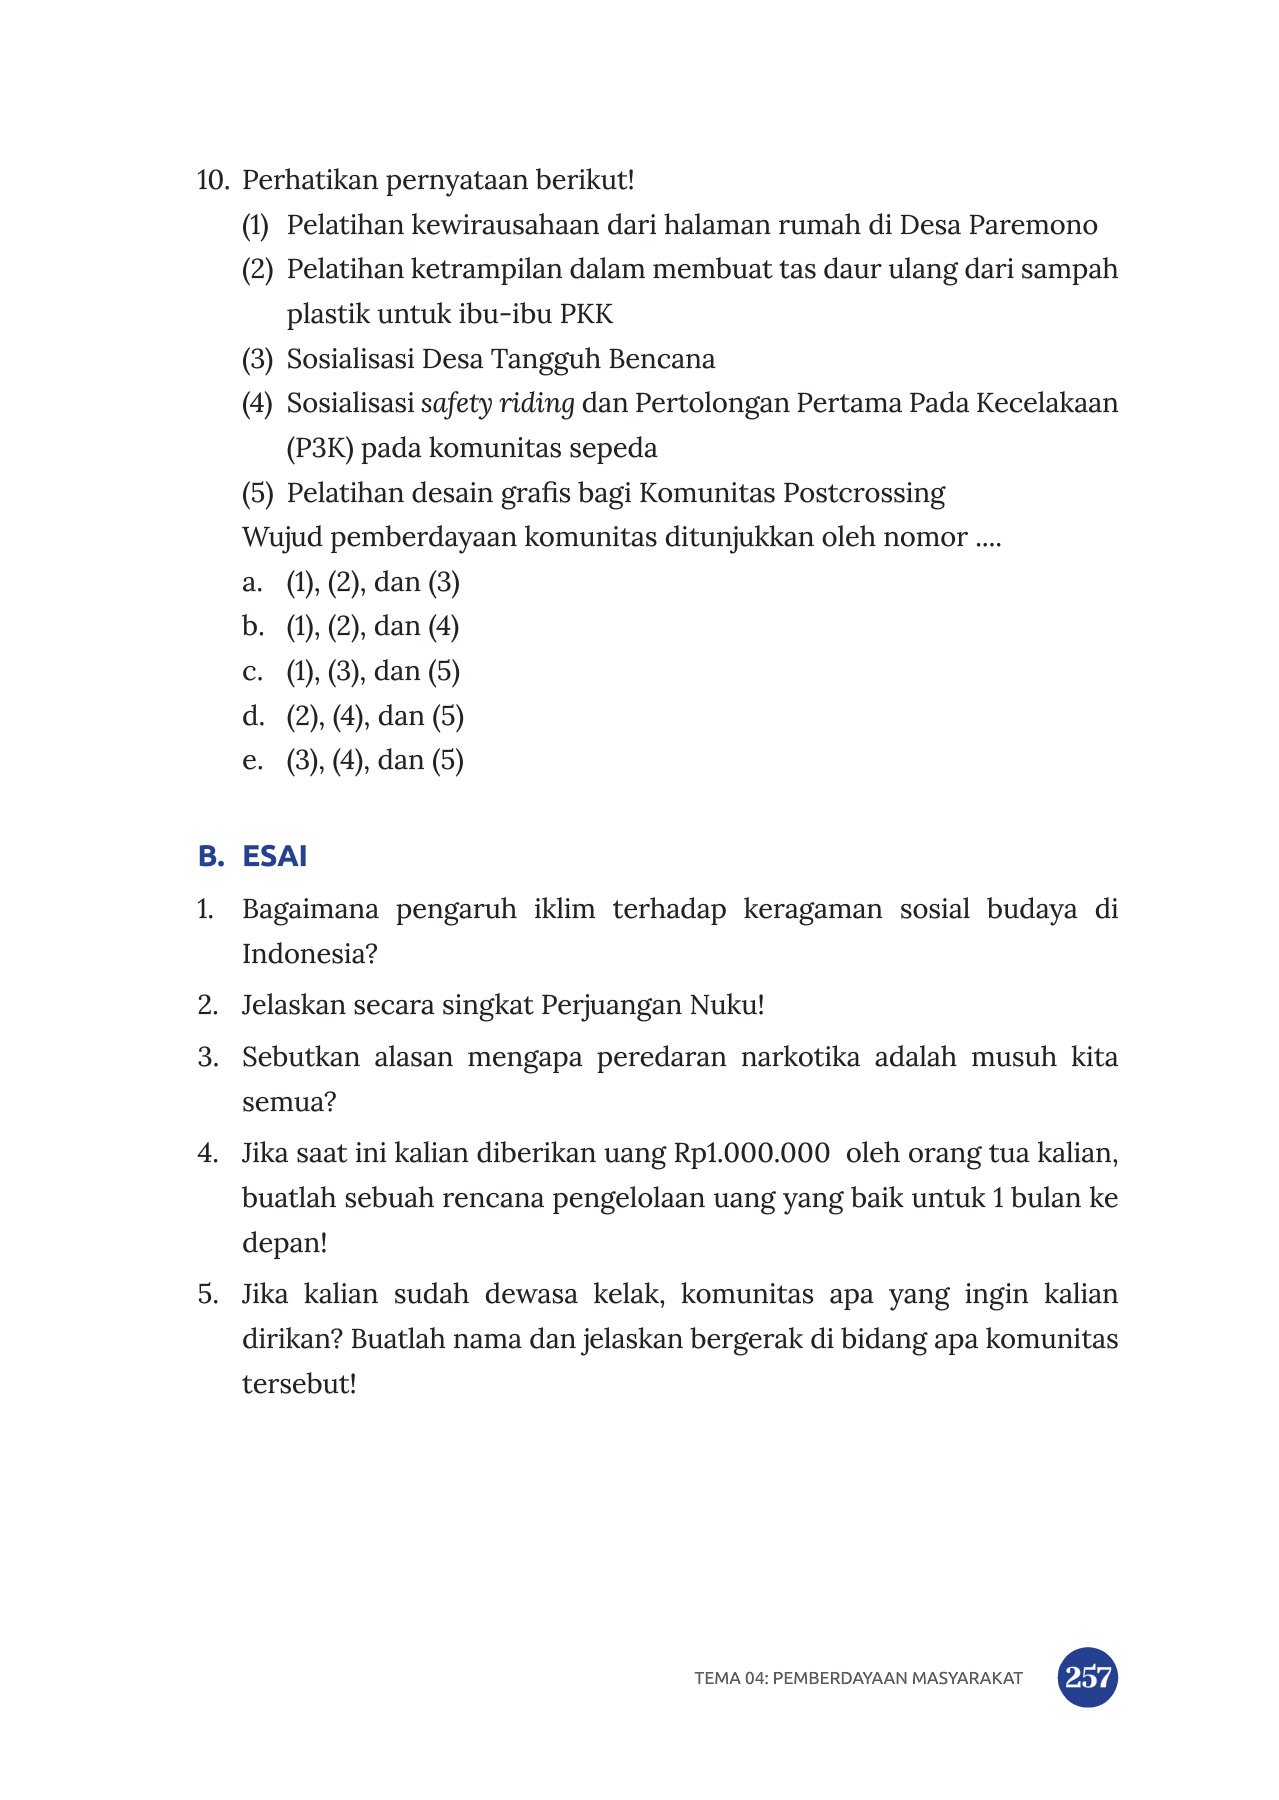 10. Perhatikan pernyataan berikut!
(1) Pelatihan kewirausahaan dari halaman rumah di Desa Paremono
(2) Pelatihan ketrampilan dalam membuat tas daur ulang dari sampah
plastik untuk ibu-ibu PKK
(3) Sosialisasi Desa Tangguh Bencana
(4) Sosialisasi safety riding dan Pertolongan Pertama Pada Kecelakaan
(P3K) pada komunitas sepeda
(5) Pelatihan desain grafis bagi Komunitas Postcrossing
Wujud pemberdayaan komunitas ditunjukkan oleh nomor ....
a. (1), (2), dan (3)
b. (1), (2), dan (4)
c. (1), (3), dan (5)
d. (2), (4), dan (5)
e. (3), (4), dan (5)
B. ESAI
1. Bagaimana pengaruh iklim terhadap keragaman sosial budaya di
Indonesia?
2. Jelaskan secara singkat Perjuangan Nuku!
3. Sebutkan alasan mengapa peredaran narkotika adalah musuh kita
semua?
4. Jika saat ini kalian diberikan uang Rp1.000.000 oleh orang tua kalian,
buatlah sebuah rencana pengelolaan uang yang baik untuk 1 bulan ke
depan!
5. Jika kalian sudah dewasa kelak, komunitas apa yang ingin kalian
dirikan? Buatlah nama dan jelaskan bergerak di bidang apa komunitas
tersebut!
TEMA 04: PEMBERDAYAAN MASYARAKAT 257